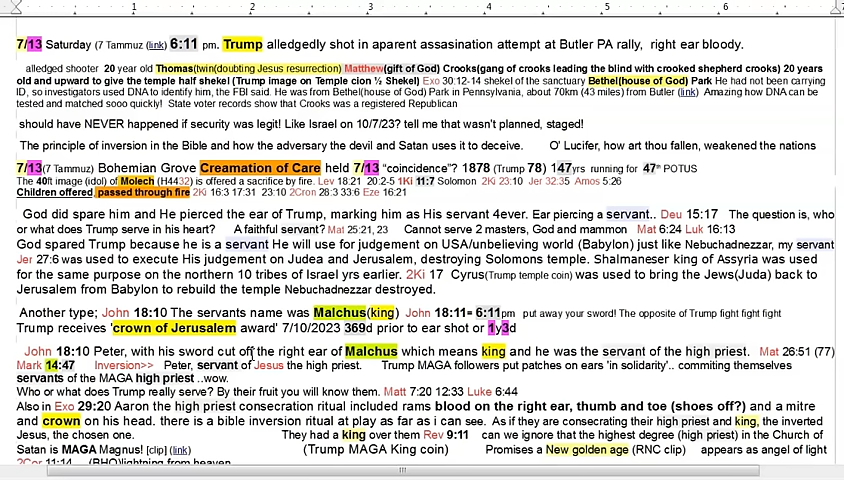 1 2 3 4 5 6 7
7/13 Saturday (7 Tammuz (link) 6:11 pm. Trump allegedly shot in aparent assasination attempt at Butler PA rally, right ear bloody.
alledged shooter 20 year old Thomas(twin(doubting Jesus resurrection) Matthew(gift of God) Crooks(gang of crooks leading the blind with crooked shepherd crooks) 20 years
old and upward to give the temple half shekel (Trump image on Temple cion ½ Shekel) Exo 30:12-14 shekel of the sanctuary Bethel(house of God) Park He had not been carrying
ID, so investigators used DNA to identify him, the FBI said. He was from Bethel(house of God) Park in Pennsylvania, about 70km (43 miles) from Butler (link) Amazing how DNA can be
tested and matched sooo quickly! State voter records show that Crooks was a registered Republican
should have NEVER happened if security was legit! Like Israel on 10/7/23? tell me that wasn't planned, staged!
The principle of inversion in the Bible and how the adversary the devil and Satan uses it to deceive. O' Lucifer, how art thou fallen, weakened the nations
7/13(7 Tammuz) Bohemian Grove Creamation of Care held 7/13 "coincidence"? 1878 (Trump 78) 147yrs running for 47th POTUS
The 40ft image (idol) of Molech (H4432) is offered a sacrifice by fire. Lev 18:21 20:2-5 1Ki 11:7 Solomon 2Ki 23:10 Jer 32:35 Amos 5:26
Children offered, passed through fire 2Ki 16:3 17:31 23:10 2Cron 28:3 33:6 Eze 16:21
God did spare him and He pierced the ear of Trump, marking him as His servant 4ever. Ear piercing a servant.. Deu 15:17 The question is, who
or what does Trump serve in his heart? A faithful servant? Mat 25:21, 23 Cannot serve 2 masters, God and mammon Mat 6:24 Luk 16:13
God spared Trump because he is a servant He will use for judgement on USA/unbelieving world (Babylon) just like Nebuchadnezzar, my servant
Jer 27:6 was used to execute His judgement on Judea and Jerusalem, destroying Solomons temple. Shalmaneser king of Assyria was used
for the same purpose on the northern 10 tribes of Israel yrs earlier. 2Ki 17 Cyrus(Trump temple coin) was used to bring the Jews(Juda) back to
Jerusalem from Babylon to rebuild the temple Nebuchadnezzar destroyed.
Another type; John 18:10 The servants name was Malchus(king) John 18:11= 6:11pm put away your sword! The opposite of Trump fight fight fight
Trump receives 'crown of Jerusalem award' 7/10/2023 369d prior to ear shot or 1y3d
John 18:10 Peter, with his sword cut off the right ear of Malchus which means king and he was the servant of the high priest. Mat 26:51 (77)
Mark 14:47 Inversion>> Peter, servant of Jesus the high priest. Trump MAGA followers put patches on ears 'in solidarity'.. commiting themselves
servants of the MAGA high priest ..wow.
Who or what does Trump really serve? By their fruit you will know them. Matt 7:20 12:33 Luke 6:44
Also in Exo 29:20 Aaron the high priest consecration ritual included rams blood on the right ear, thumb and toe (shoes off?) and a mitre
and crown on his head. there is a bible inversion ritual at play as far as i can see. As if they are consecrating their high priest and king, the inverted
Jesus, the chosen one. They had a king over them Rev 9:11 can we ignore that the highest degree (high priest) in the Church of
Satan is MAGA Magnus! [clip] (link) (Trump MAGA King coin) Promises a New golden age (RNC clip) appears as angel of light
2Cor 11:14 (RHO)lightning from heaven